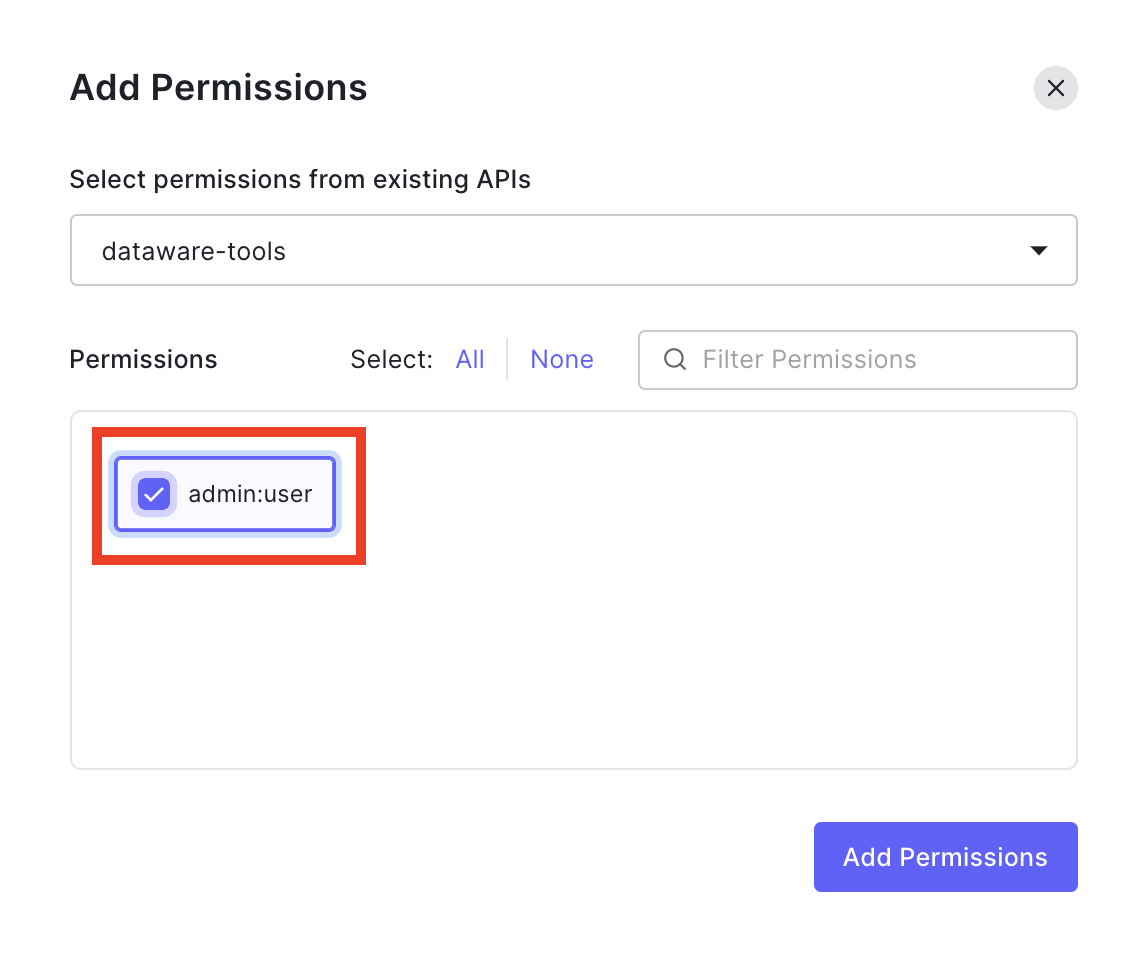 Add Permissions
Select permissions from existing APIs
dataware-tools
Permissions Select: All None Filter Permissions
admin:user
Add Permissions